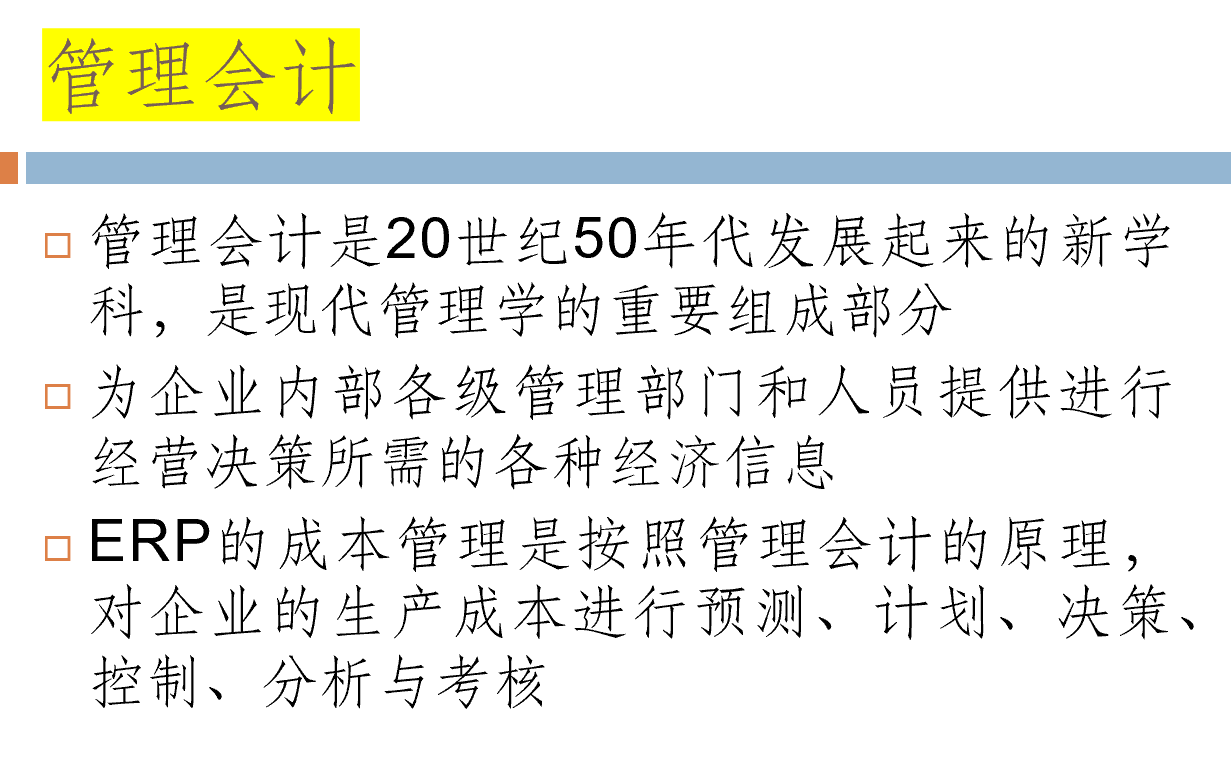 管理会计
管理会计是20世纪50年代发展起来的新学
科，是现代管理学的重要组成部分
为企业内部各级管理部门和人员提供进行
经营决策所需的各种经济信息
ERP的成本管理是按照管理会计的原理，
对企业的生产成本进行预测、计划、决策、
控制、分析与考核